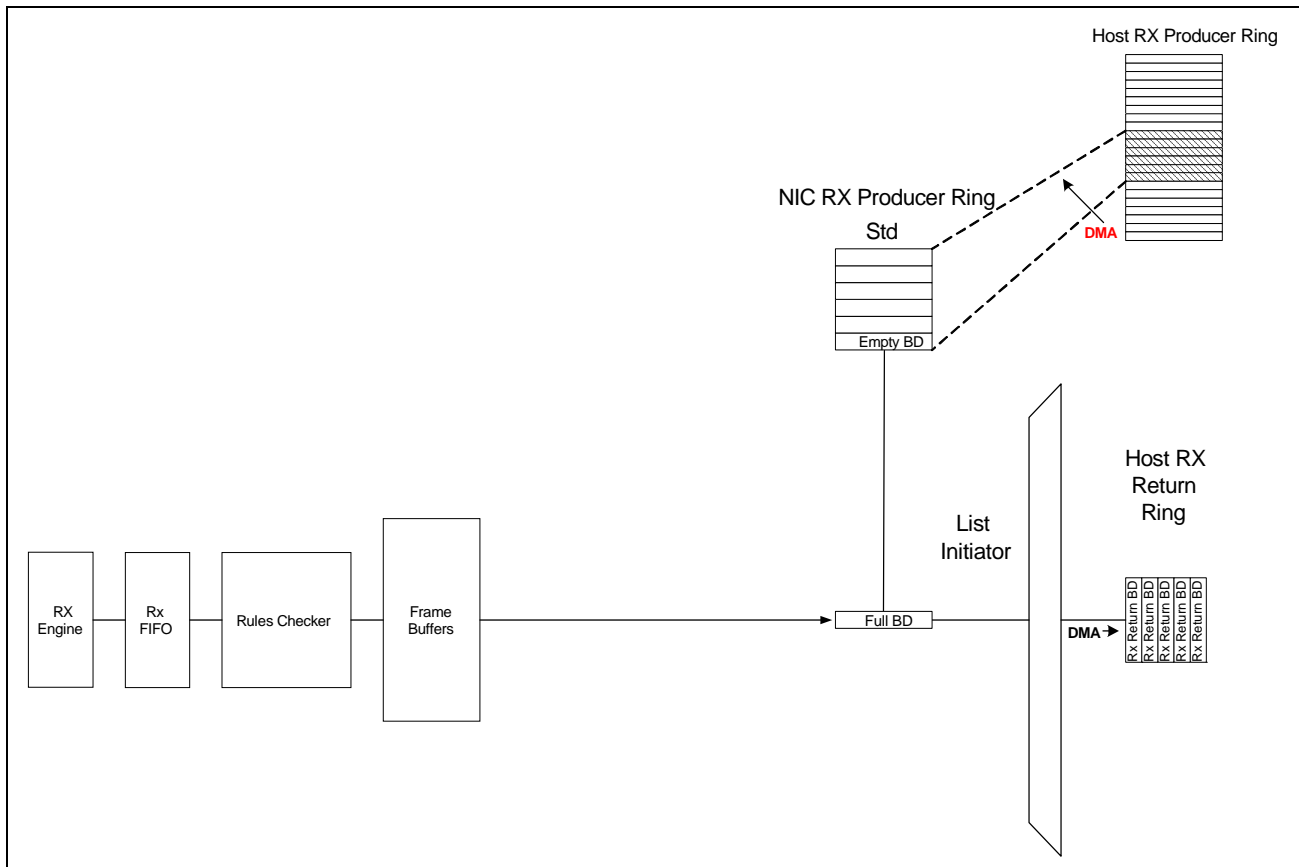 Host RX Producer Ring
NIC RX Producer Ring
Std
DMA
Empty BD
Host RX
Return
Ring
List
Initiator
RX
Engine
Rx
FIFO
Rules Checker
Frame
Buffers
Full BD
DMA
Rx Return BD
Rx Return BD
Rx Return BD
Rx Return BD
Rx Return BD